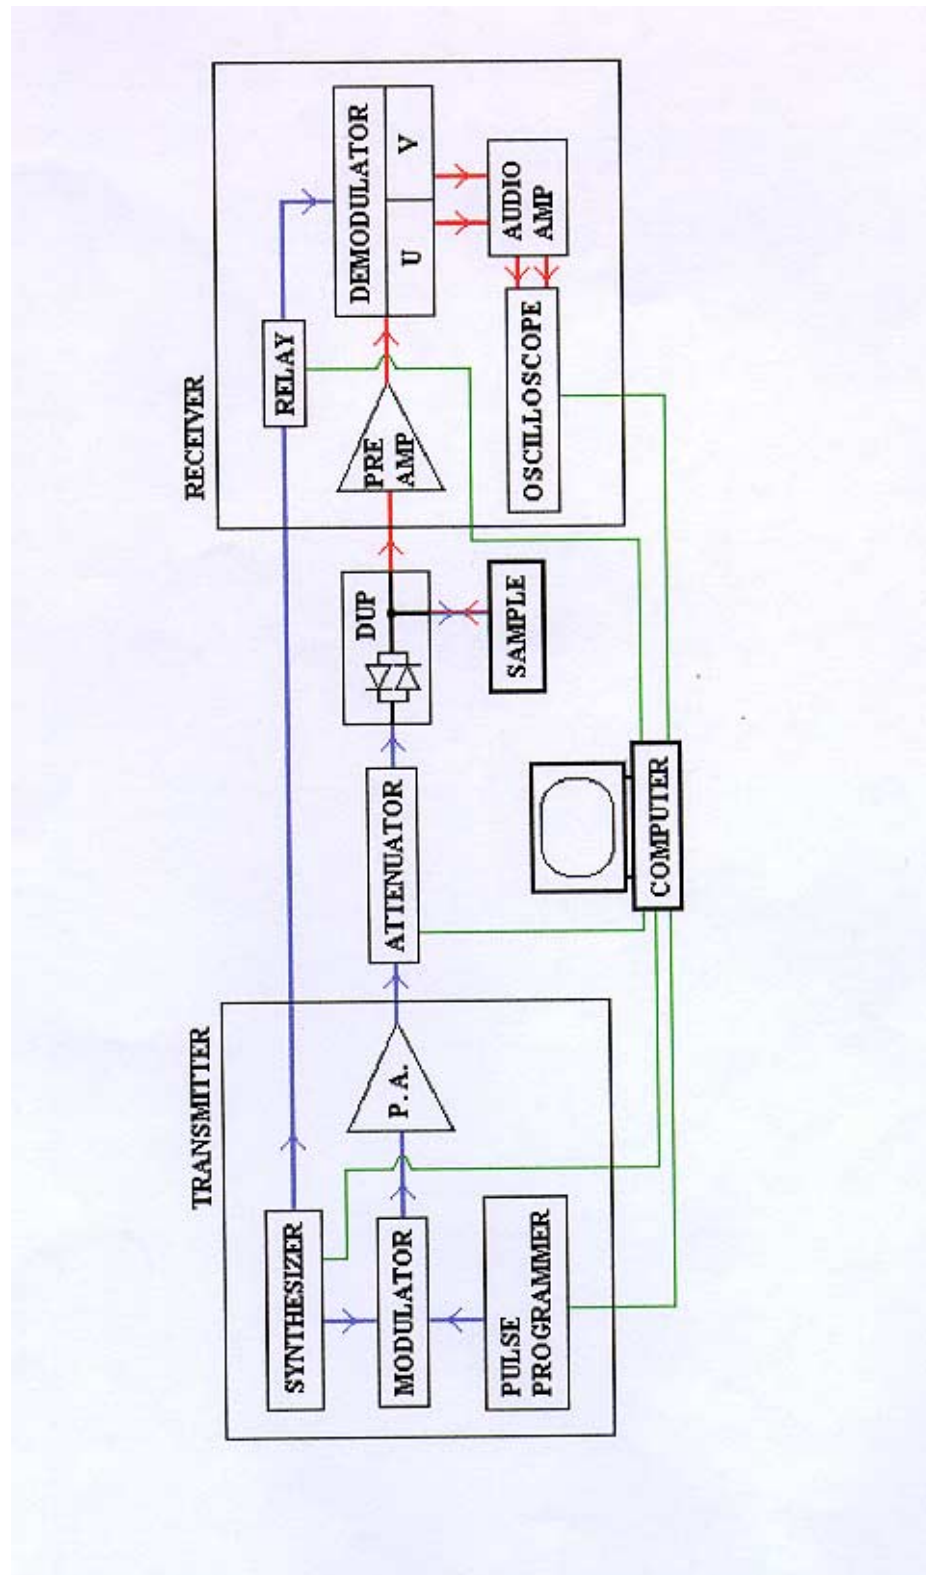 TRANSMITTER
RECEIVER
SYNTHESIZER
RELAY
DEMODULATOR
U
V
MODULATOR
P.A.
ATTENUATOR
DUP
PRE
AMP
PULSE
PROGRAMMER
SAMPLE
AUDIO
AMP
OSCILLOSCOPE
COMPUTER